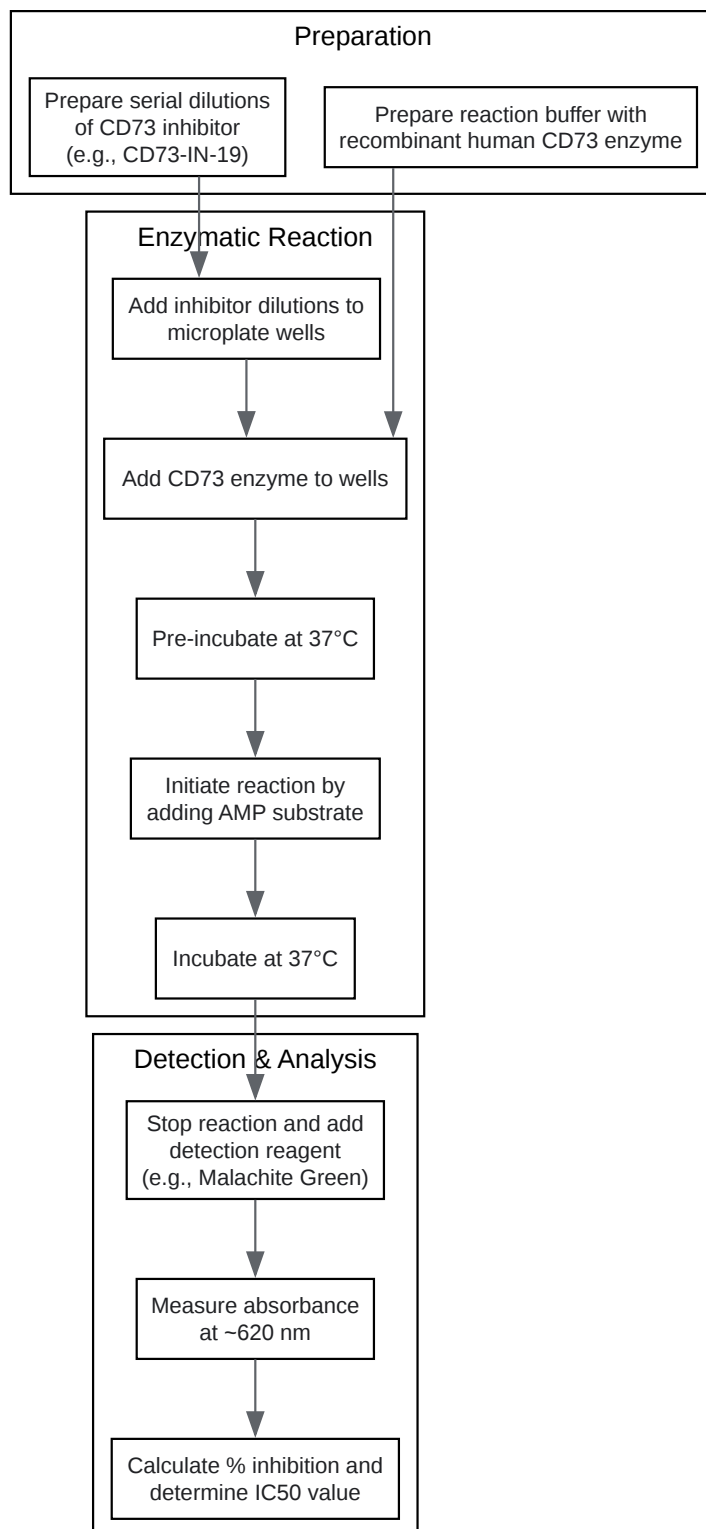 Preparation
Prepare serial dilutions
of CD73 inhibitor
(e.g., CD73-IN-19)
Prepare reaction buffer with
recombinant human CD73 enzyme
Enzymatic Reaction
Add inhibitor dilutions to
microplate wells
Add CD73 enzyme to wells
Pre-incubate at 37°C
Initiate reaction by
adding AMP substrate
Incubate at 37°C
Detection & Analysis
Stop reaction and add
detection reagent
(e.g., Malachite Green)
Measure absorbance
at ~620 nm
Calculate % inhibition and
determine IC50 value